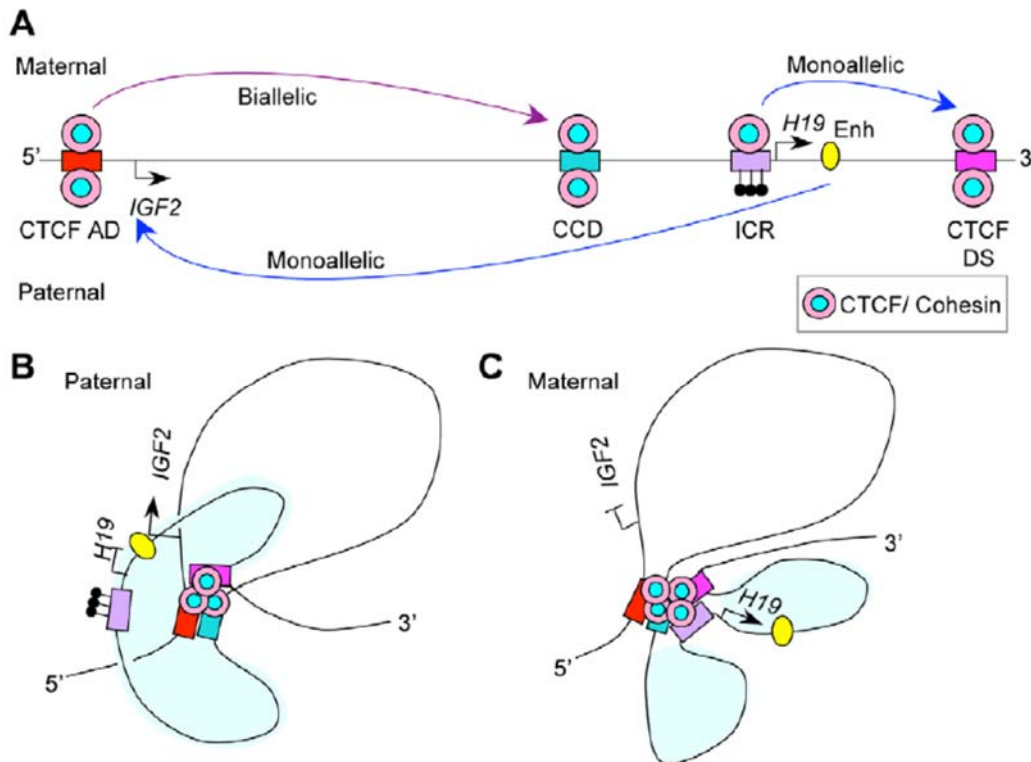 A
Maternal
Monoallelic
Biallelic
H19
Enh
5’
3
IGF2
CTCF AD
CCD
ICR
CTCF
DS
Monoallelic
Paternal
CTCF/ Cohesin
B
Paternal
IGF2
H19
3’
5’
C
Maternal
IGF2
3’
H19
5’